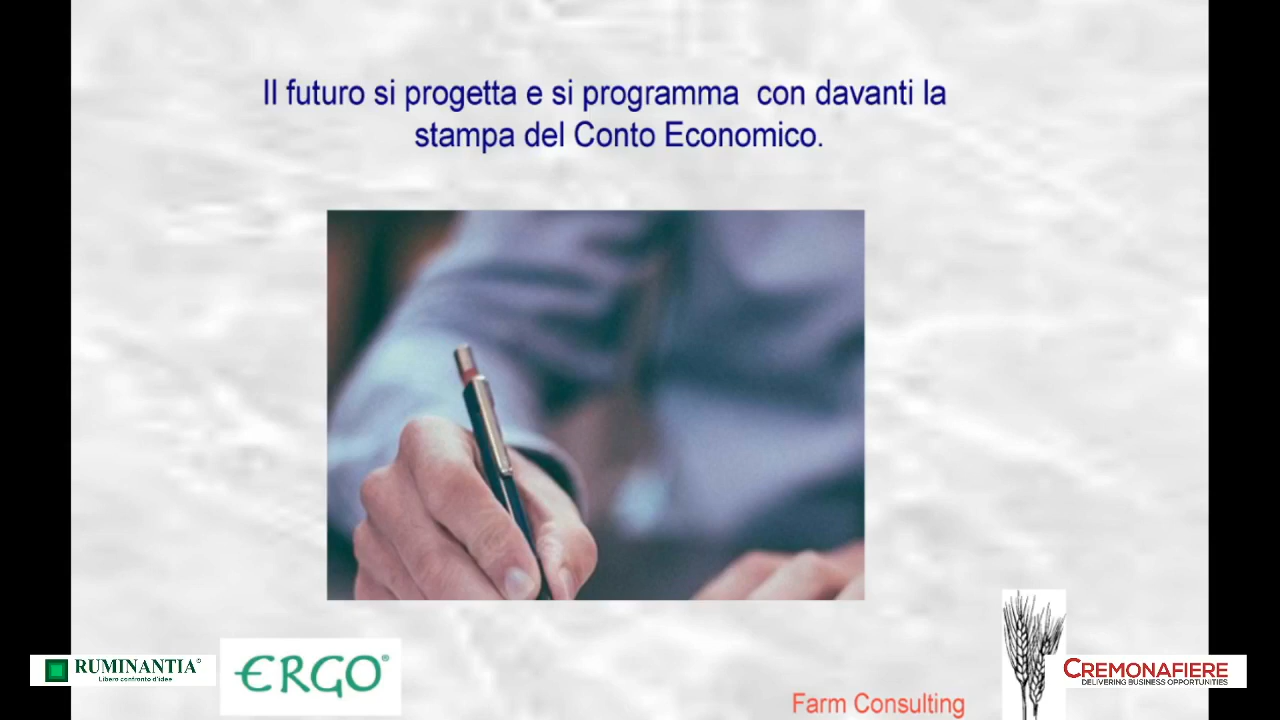 Il futuro si progetta e si programma con davanti la
stampa del Conto Economico.
RUMINANTIA®
Libero confronto d'idee
ERGO®
Farm Consulting
CREMONAFIERE
DELIVERING BUSINESS OPPORTUNITIES